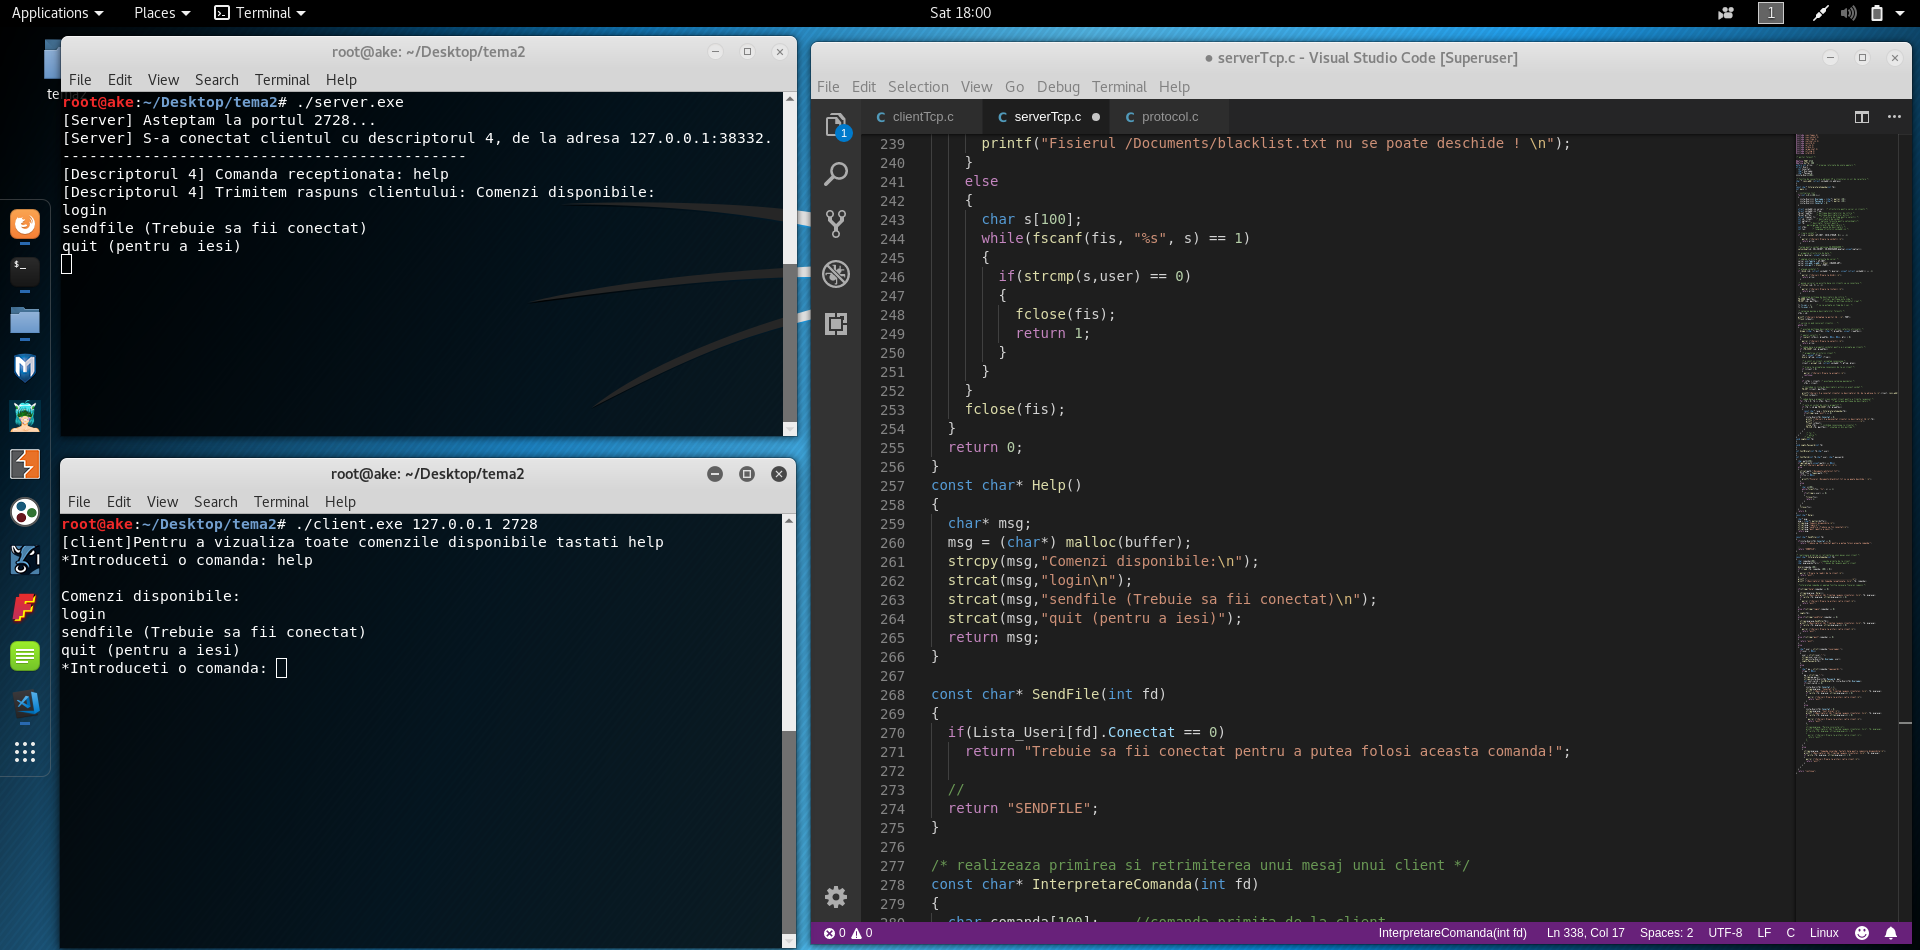 Applications Places Terminal Sat 18:00 1
te
root@ake: ~/Desktop/tema2
File Edit View Search Terminal Help
root@ake:~/Desktop/tema2# ./server.exe
[Server] Asteptam la portul 2728...
[Server] S-a conectat clientul cu descriptorul 4, de la adresa 127.0.0.1:38332.
---------------------------------------------
[Descriptorul 4] Comanda receptionata: help
[Descriptorul 4] Trimitem raspuns clientului: Comenzi disponibile:
login
sendfile (Trebuie sa fii conectat)
quit (pentru a iesi)
root@ake: ~/Desktop/tema2
File Edit View Search Terminal Help
root@ake:~/Desktop/tema2# ./client.exe 127.0.0.1 2728
[client]Pentru a vizualiza toate comenzile disponibile tastati help
*Introduceti o comanda: help
Comenzi disponibile:
login
sendfile (Trebuie sa fii conectat)
quit (pentru a iesi)
*Introduceti o comanda:
● serverTcp.c - Visual Studio Code [Superuser]
File Edit Selection View Go Debug Terminal Help
1
C clientTcp.c C serverTcp.c ● C protocol.c
239 printf("Fisierul /Documents/blacklist.txt nu se poate deschide ! \n");
240 }
241 else
242 {
243 char s[100];
244 while(fscanf(fis, "%s", s) == 1)
245 {
246 if(strcmp(s,user) == 0)
247 {
248 fclose(fis);
249 return 1;
250 }
251 }
252 }
253 fclose(fis);
254 }
255 return 0;
256 }
257 const char* Help()
258 {
259 char* msg;
260 msg = (char*) malloc(buffer);
261 strcpy(msg,"Comenzi disponibile:\n");
262 strcat(msg,"login\n");
263 strcat(msg,"sendfile (Trebuie sa fii conectat)\n");
264 strcat(msg,"quit (pentru a iesi)");
265 return msg;
266 }
267
268 const char* SendFile(int fd)
269 {
270 if(Lista_Useri[fd].Conectat == 0)
271 return "Trebuie sa fii conectat pentru a putea folosi aceasta comanda!";
272
273 //
274 return "SENDFILE";
275 }
276
277 /* realizeaza primirea si retrimiterea unui mesaj unui client */
278 const char* InterpretareComanda(int fd)
279 {
280 char comanda[100]; //comanda primita de la client
0 0 InterpretareComanda(int fd) Ln 338, Col 17 Spaces: 2 UTF-8 LF C Linux